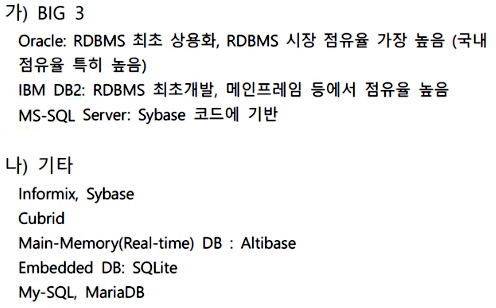 가) BIG 3
Oracle: RDBMS 최초 상용화, RDBMS 시장 점유율 가장 높음 (국내
점유율 특히 높음)
IBM DB2: RDBMS 최초개발, 메인프레임 등에서 점유율 높음
MS-SQL Server: Sybase 코드에 기반
나) 기타
Informix, Sybase
Cubrid
Main-Memory(Real-time) DB : Altibase
Embedded DB: SQLite
My-SQL, MariaDB